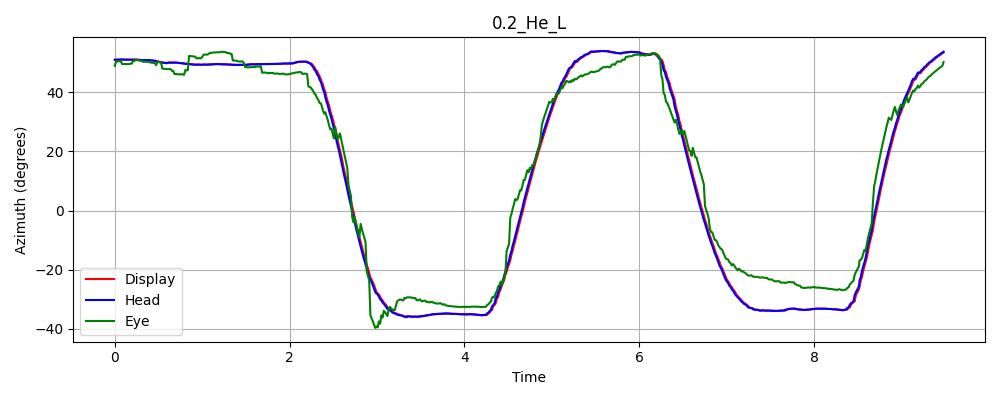 0.2_He_L
Azimuth (degrees)
40
20
0
−20
−40
Display
Head
Eye
0 2 4 6 8
Time